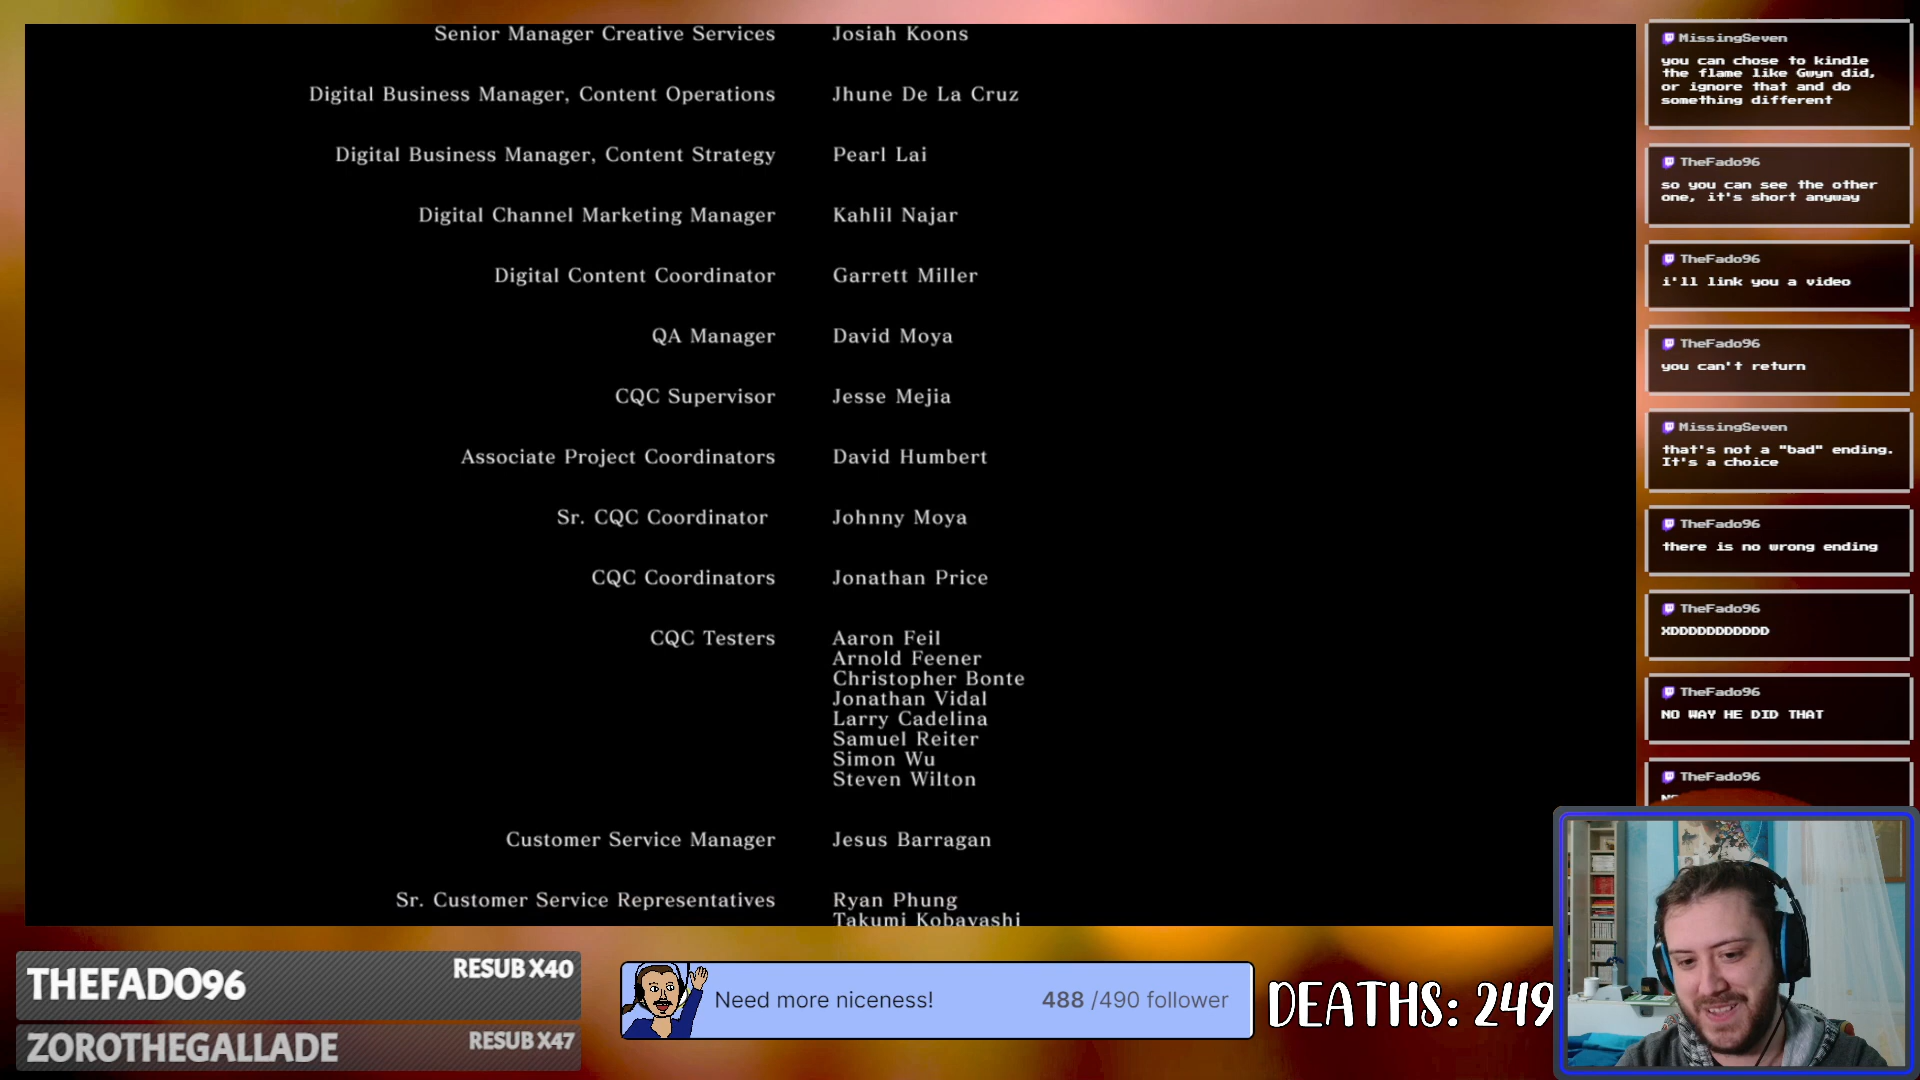 Senior Manager Creative Services Josiah Koons
Digital Business Manager, Content Operations Jhune De La Cruz
Digital Business Manager, Content Strategy Pearl Lai
Digital Channel Marketing Manager Kahlil Najar
Digital Content Coordinator Garrett Miller
QA Manager David Moya
CQC Supervisor Jesse Mejia
Associate Project Coordinators David Humbert
Sr. CQC Coordinator Johnny Moya
CQC Coordinators Jonathan Price
CQC Testers Aaron Feil
Arnold Feener
Christopher Bonte
Jonathan Vidal
Larry Cadelina
Samuel Reiter
Simon Wu
Steven Wilton
Customer Service Manager Jesus Barragan
Sr. Customer Service Representatives Ryan Phung
Takumi Kobayashi
MissingSeven
you can chose to kindle
the flame like Gwyn did,
or ignore that and do
something different
TheFado96
so you can see the other
one, it's short anyway
TheFado96
i'll link you a video
TheFado96
you can't return
MissingSeven
that's not a "bad" ending.
It's a choice
TheFado96
there is no wrong ending
TheFado96
XDDDDDDDDDDD
TheFado96
NO WAY HE DID THAT
TheFado96
THEFADO96 RESUB X40
ZOROTHEGALLADE RESUB X47
Need more niceness! 488 /490 follower
DEATHS: 249